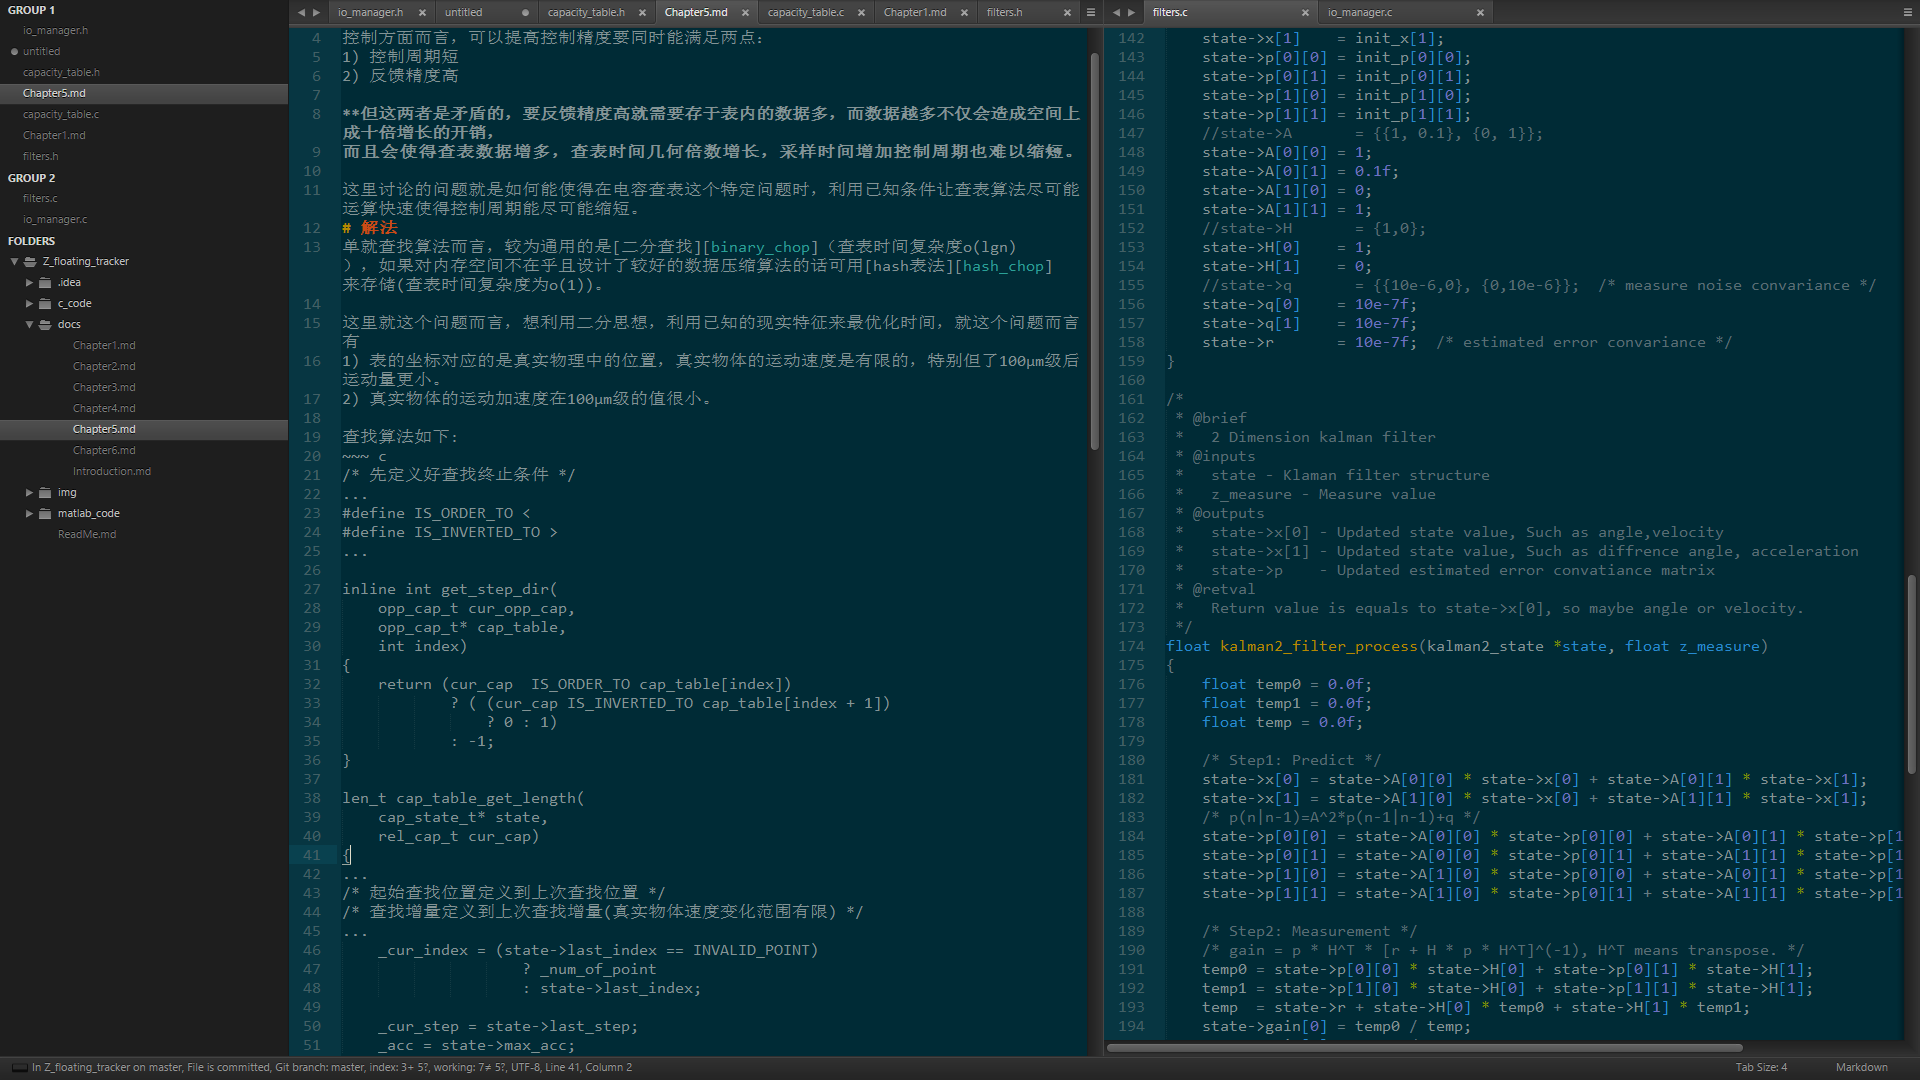 GROUP 1
io_manager.h
untitled
capacity_table.h
Chapter5.md
capacity_table.c
Chapter1.md
filters.h
GROUP 2
filters.c
io_manager.c
FOLDERS
Z_floating_tracker
.idea
c_code
docs
Chapter1.md
Chapter2.md
Chapter3.md
Chapter4.md
Chapter5.md
Chapter6.md
Introduction.md
img
matlab_code
ReadMe.md
io_manager.h
untitled
capacity_table.h
Chapter5.md
capacity_table.c
Chapter1.md
filters.h
4 控制方面而言，可以提高控制精度要同时能满足两点：
5 1) 控制周期短
6 2) 反馈精度高
7
8 **但这两者是矛盾的，要反馈精度高就需要存于表内的数据多，而数据越多不仅会造成空间上
成十倍增长的开销，
9 而且会使得查表数据增多，查表时间几何倍数增长，采样时间增加控制周期也难以缩短。
10
11 这里讨论的问题就是如何能使得在电容查表这个特定问题时，利用已知条件让查表算法尽可能
运算快速使得控制周期能尽可能缩短。
12 # 解法
13 单就查找算法而言，较为通用的是[二分查找][binary_chop]（查表时间复杂度o(lgn)
），如果对内存空间不在乎且设计了较好的数据压缩算法的话可用[hash表法][hash_chop]
来存储(查表时间复杂度为o(1))。
14
15 这里就这个问题而言，想利用二分思想，利用已知的现实特征来最优化时间，就这个问题而言
有
16 1) 表的坐标对应的是真实物理中的位置，真实物体的运动速度是有限的，特别但了100μm级后
运动量更小。
17 2) 真实物体的运动加速度在100μm级的值很小。
18
19 查找算法如下：
20 ~~~ c
21 /* 先定义好查找终止条件 */
22 ...
23 #define IS_ORDER_TO <
24 #define IS_INVERTED_TO >
25 ...
26
27 inline int get_step_dir(
28 opp_cap_t cur_opp_cap,
29 opp_cap_t* cap_table,
30 int index)
31 {
32 return (cur_cap  IS_ORDER_TO cap_table[index])
33 ? ( (cur_cap IS_INVERTED_TO cap_table[index + 1])
34 ? 0 : 1)
35 : -1;
36 }
37
38 len_t cap_table_get_length(
39 cap_state_t* state,
40 rel_cap_t cur_cap)
41 {
42 ...
43 /* 起始查找位置定义到上次查找位置 */
44 /* 查找增量定义到上次查找增量(真实物体速度变化范围有限) */
45 ...
46 _cur_index = (state->last_index == INVALID_POINT)
47 ? _num_of_point
48 : state->last_index;
49
50 _cur_step = state->last_step;
51 _acc = state->max_acc;
filters.c
io_manager.c
142 state->x[1]    = init_x[1];
143 state->p[0][0] = init_p[0][0];
144 state->p[0][1] = init_p[0][1];
145 state->p[1][0] = init_p[1][0];
146 state->p[1][1] = init_p[1][1];
147 //state->A       = {{1, 0.1}, {0, 1}};
148 state->A[0][0] = 1;
149 state->A[0][1] = 0.1f;
150 state->A[1][0] = 0;
151 state->A[1][1] = 1;
152 //state->H       = {1,0};
153 state->H[0]    = 1;
154 state->H[1]    = 0;
155 //state->q       = {{10e-6,0}, {0,10e-6}};  /* measure noise convariance */
156 state->q[0]    = 10e-7f;
157 state->q[1]    = 10e-7f;
158 state->r       = 10e-7f;  /* estimated error convariance */
159 }
160
161 /*
162 * @brief
163 *   2 Dimension kalman filter
164 * @inputs
165 *   state - Klaman filter structure
166 *   z_measure - Measure value
167 * @outputs
168 *   state->x[0] - Updated state value, Such as angle,velocity
169 *   state->x[1] - Updated state value, Such as diffrence angle, acceleration
170 *   state->p    - Updated estimated error convatiance matrix
171 * @retval
172 *   Return value is equals to state->x[0], so maybe angle or velocity.
173 */
174 float kalman2_filter_process(kalman2_state *state, float z_measure)
175 {
176 float temp0 = 0.0f;
177 float temp1 = 0.0f;
178 float temp = 0.0f;
179
180 /* Step1: Predict */
181 state->x[0] = state->A[0][0] * state->x[0] + state->A[0][1] * state->x[1];
182 state->x[1] = state->A[1][0] * state->x[0] + state->A[1][1] * state->x[1];
183 /* p(n|n-1)=A^2*p(n-1|n-1)+q */
184 state->p[0][0] = state->A[0][0] * state->p[0][0] + state->A[0][1] * state->p[1
185 state->p[0][1] = state->A[0][0] * state->p[0][1] + state->A[1][1] * state->p[1
186 state->p[1][0] = state->A[1][0] * state->p[0][0] + state->A[0][1] * state->p[1
187 state->p[1][1] = state->A[1][0] * state->p[0][1] + state->A[1][1] * state->p[1
188
189 /* Step2: Measurement */
190 /* gain = p * H^T * [r + H * p * H^T]^(-1), H^T means transpose. */
191 temp0 = state->p[0][0] * state->H[0] + state->p[0][1] * state->H[1];
192 temp1 = state->p[1][0] * state->H[0] + state->p[1][1] * state->H[1];
193 temp  = state->r + state->H[0] * temp0 + state->H[1] * temp1;
194 state->gain[0] = temp0 / temp;
In Z_floating_tracker on master, File is committed, Git branch: master, index: 3+ 5?, working: 7≠ 5?, UTF-8, Line 41, Column 2
Tab Size: 4
Markdown